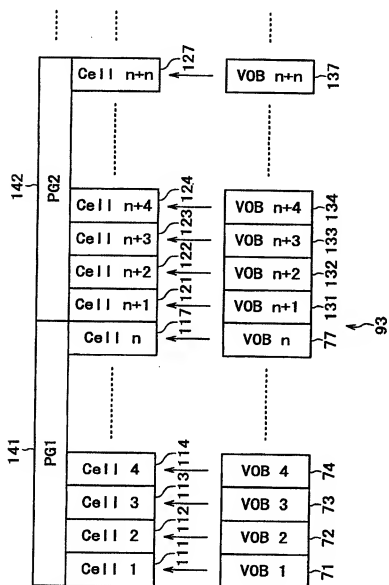 141 142
PG1 PG2
Cell 1 Cell 2 Cell 3 Cell 4 Cell n Cell n+1 Cell n+2 Cell n+3 Cell n+4 Cell n+n
111 112 113 114 117 121 122 123 124 127
VOB 1 VOB 2 VOB 3 VOB 4 VOB n VOB n+1 VOB n+2 VOB n+3 VOB n+4 VOB n+n
71 72 73 74 77 131 132 133 134 137
93